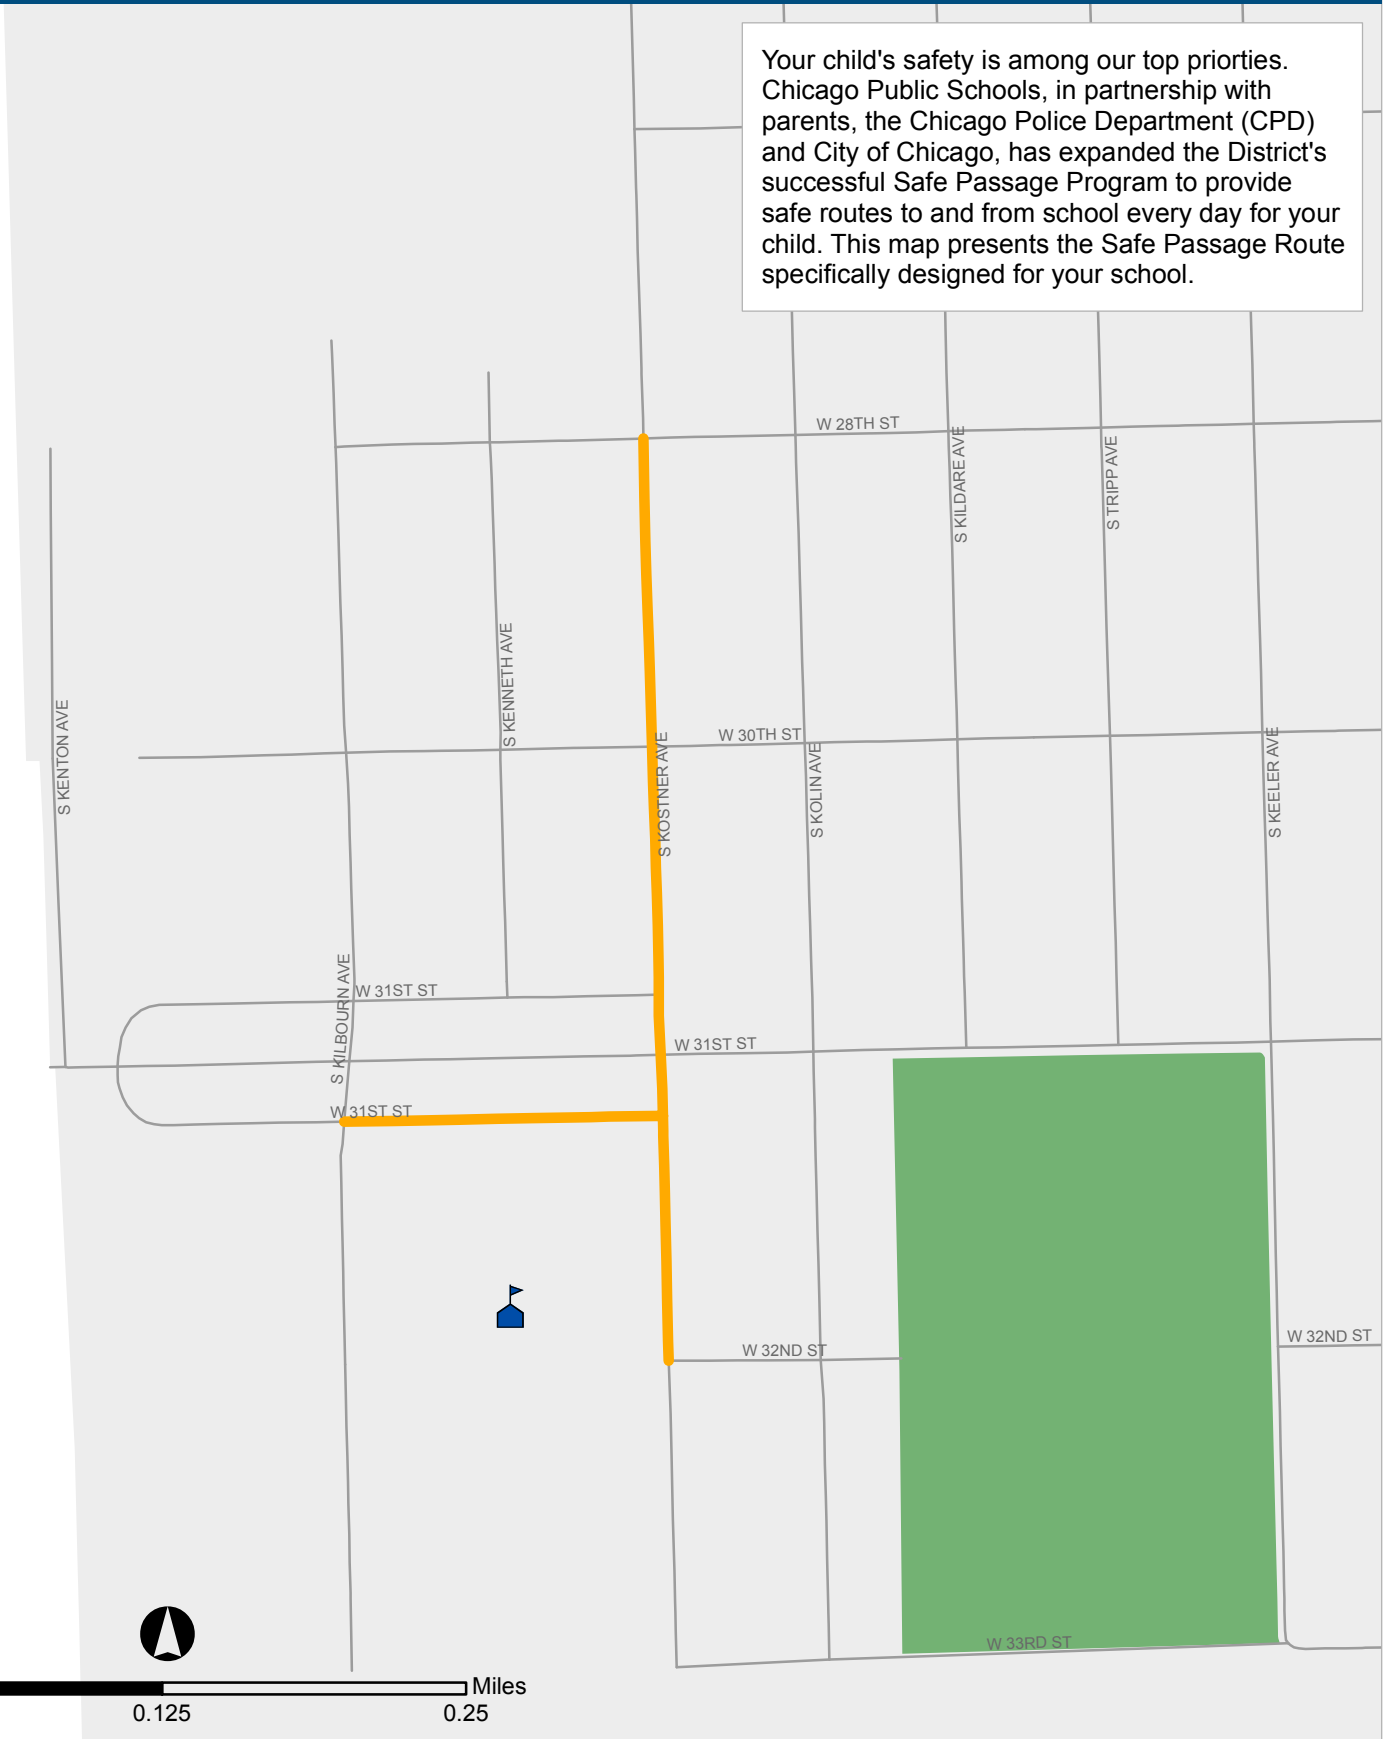 Your child's safety is among our top priorties.
Chicago Public Schools, in partnership with
parents, the Chicago Police Department (CPD)
and City of Chicago, has expanded the District's
successful Safe Passage Program to provide
safe routes to and from school every day for your
child. This map presents the Safe Passage Route
specifically designed for your school.
W 28TH ST
S KILDARE AVE
S TRIPP AVE
S KENNETH AVE
S KENTON AVE
W 30TH ST
S KOSTNER AVE
S KOLIN AVE
S KEELER AVE
S KILBOURN AVE
W 31ST ST
W 31ST ST
W 31ST ST
W 32ND ST
W 32ND ST
W 33RD ST
Miles
0.125
0.25